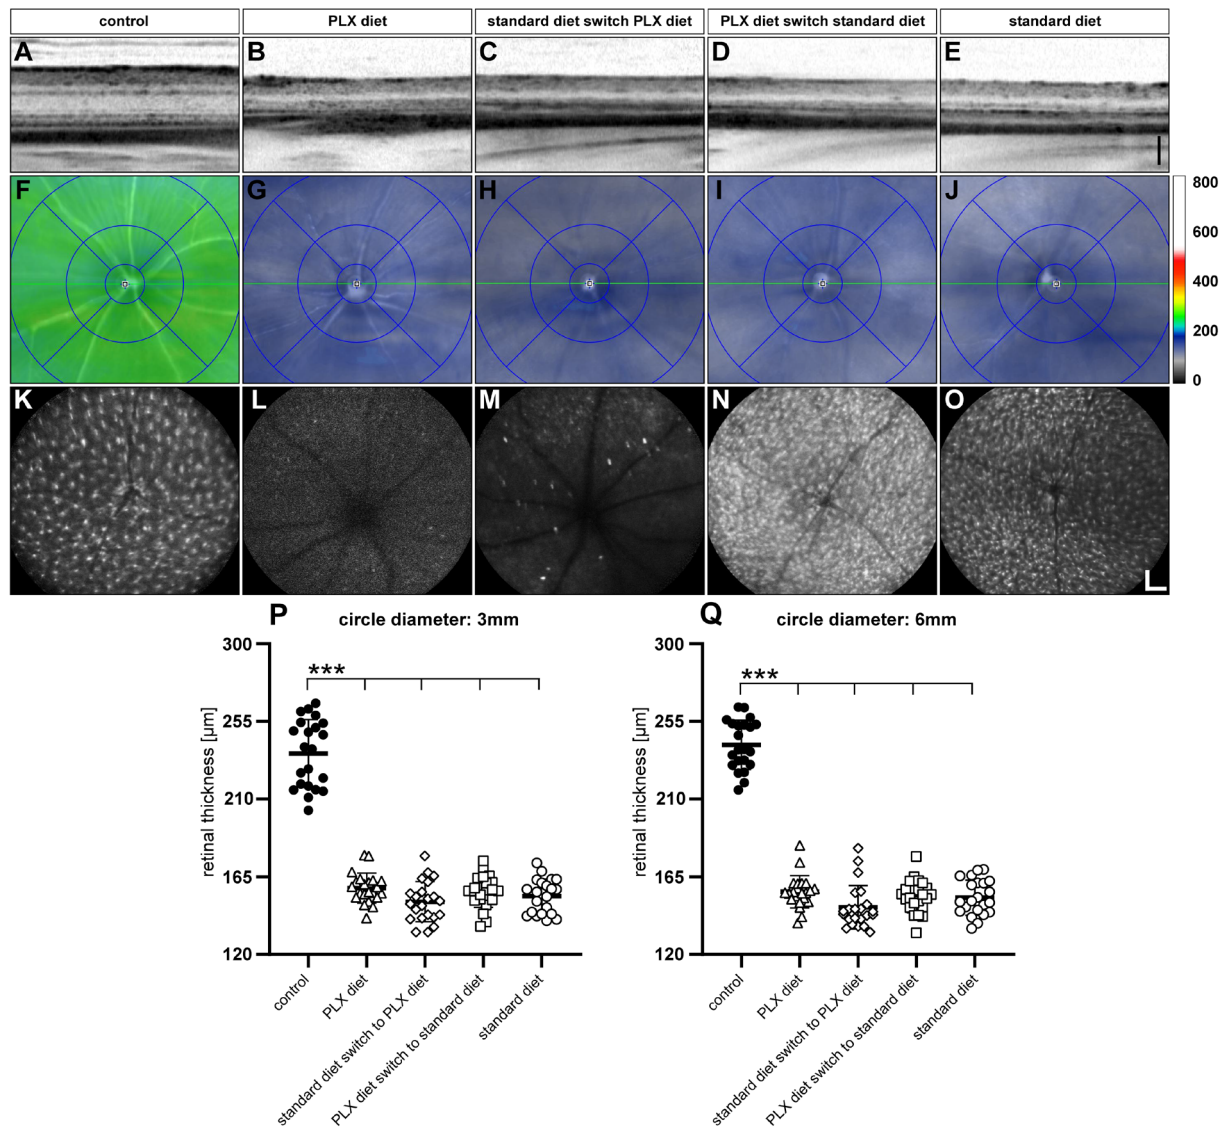 control PLX diet standard diet switch PLX diet PLX diet switch standard diet standard diet
A B C D E
F G H I J
800
600
400
200
0
K L M N O
P circle diameter: 3mm
300
255
210
165
120
retinal thickness [µm]
***
control
PLX diet
standard diet switch to PLX diet
PLX diet switch to standard diet
standard diet
Q circle diameter: 6mm
300
255
210
165
120
retinal thickness [µm]
***
control
PLX diet
standard diet switch to PLX diet
PLX diet switch to standard diet
standard diet